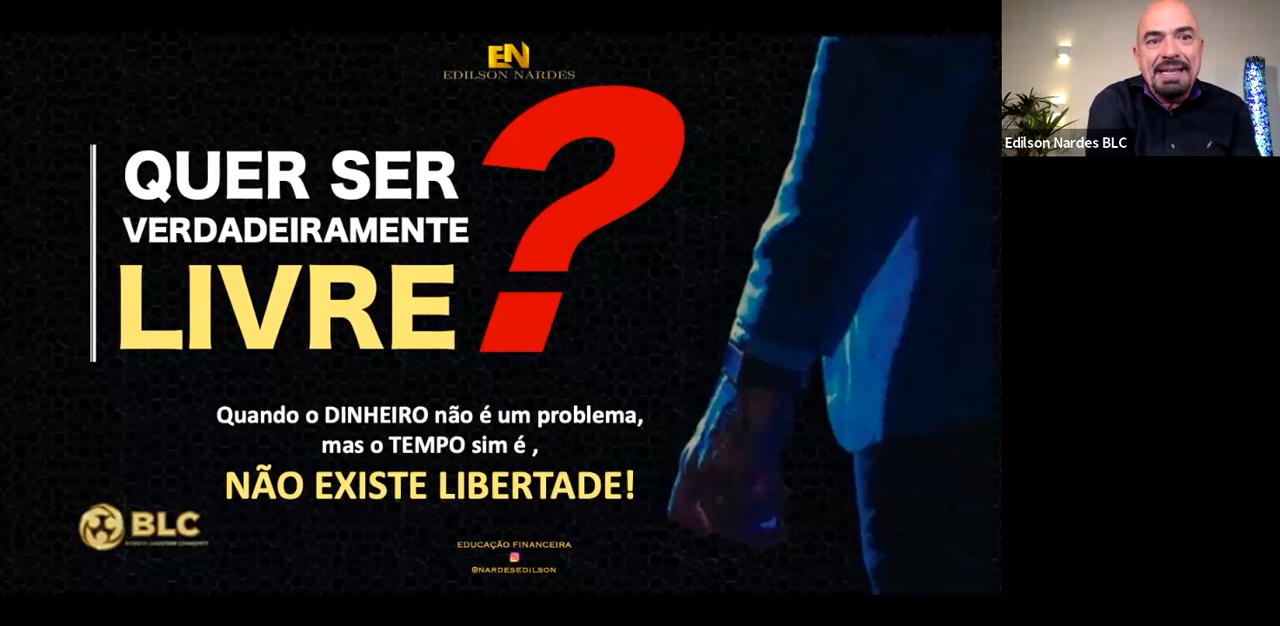 EN
EDILSON NARDES
QUER SER
VERDADEIRAMENTE
LIVRE
?
Quando o DINHEIRO não é um problema,
mas o TEMPO sim é ,
NÃO EXISTE LIBERTADE!
BLC
EDUCAÇÃO FINANCEIRA
@NARDESEDILSON
Edilson Nardes BLC